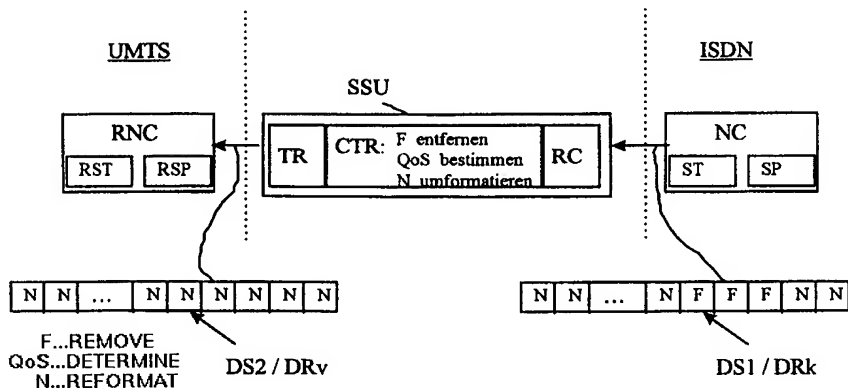 UMTS
ISDN
SSU
RNC
RST RSP
TR
CTR: F entfernen
QoS bestimmen
N umformatieren
RC
NC
ST SP
N N ... N N N N N N
N N ... N F F F N N
F...REMOVE
QoS...DETERMINE
N...REFORMAT
DS2 / DRv
DS1 / DRk